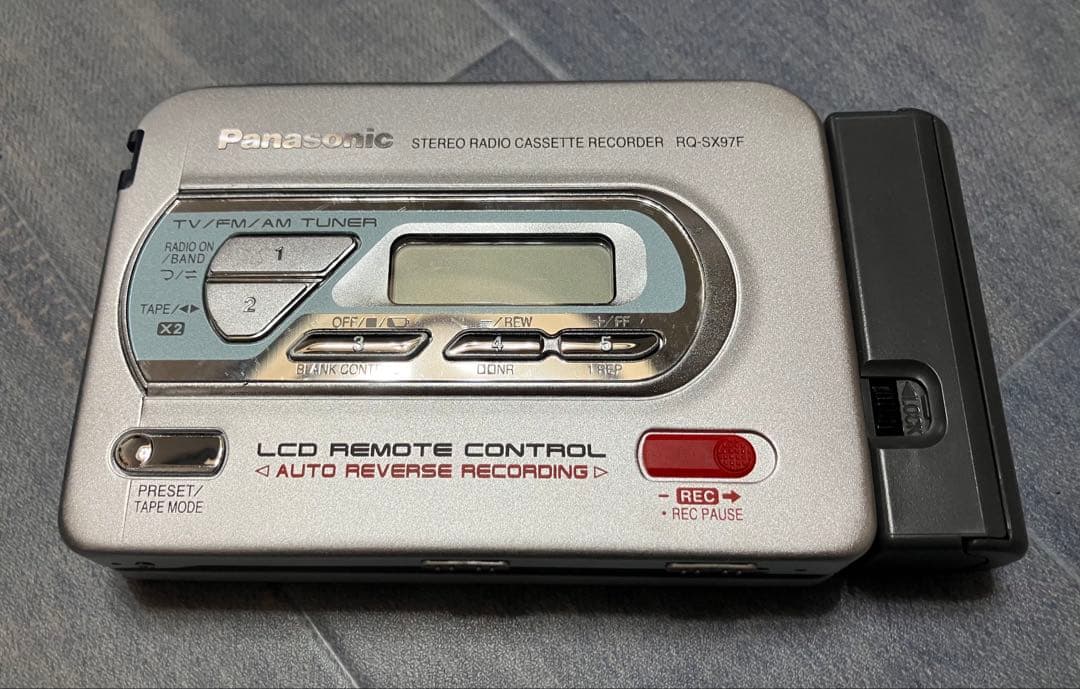 Panasonic STEREO RADIO CASSETTE RECORDER RQ-SX97F
TV/FM/AM TUNER
RADIO ON
/BAND
1
TAPE/◀▶
X2
2
OFF/■/
3
BLANK CONT
−/REW
4
NR
+/FF
5
1 REP
PRESET/
TAPE MODE
LCD REMOTE CONTROL
◁ AUTO REVERSE RECORDING ▷
− REC ➔
• REC PAUSE
LOCK